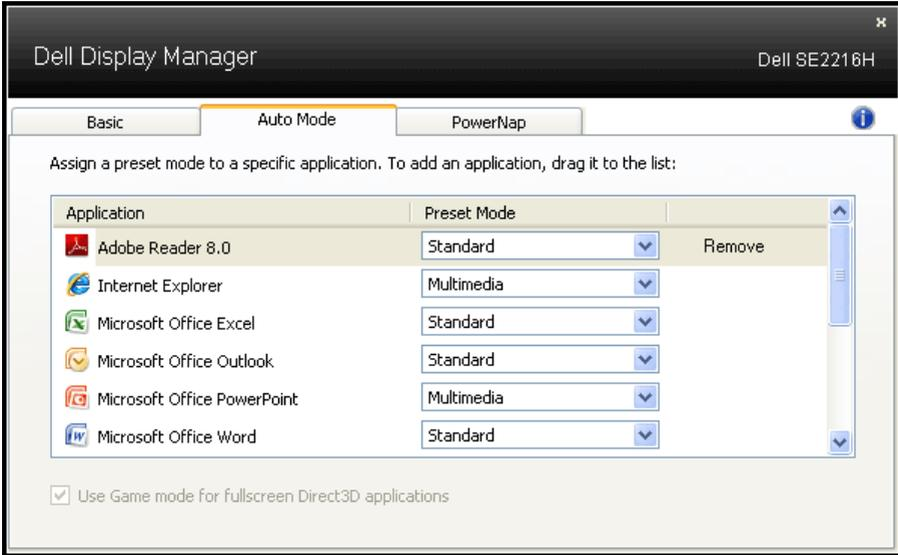 Dell Display Manager
Dell SE2216H
Basic Auto Mode PowerNap
Assign a preset mode to a specific application. To add an application, drag it to the list:
Application Preset Mode
Adobe Reader 8.0 Standard Remove
Internet Explorer Multimedia
Microsoft Office Excel Standard
Microsoft Office Outlook Standard
Microsoft Office PowerPoint Multimedia
Microsoft Office Word Standard
Use Game mode for fullscreen Direct3D applications